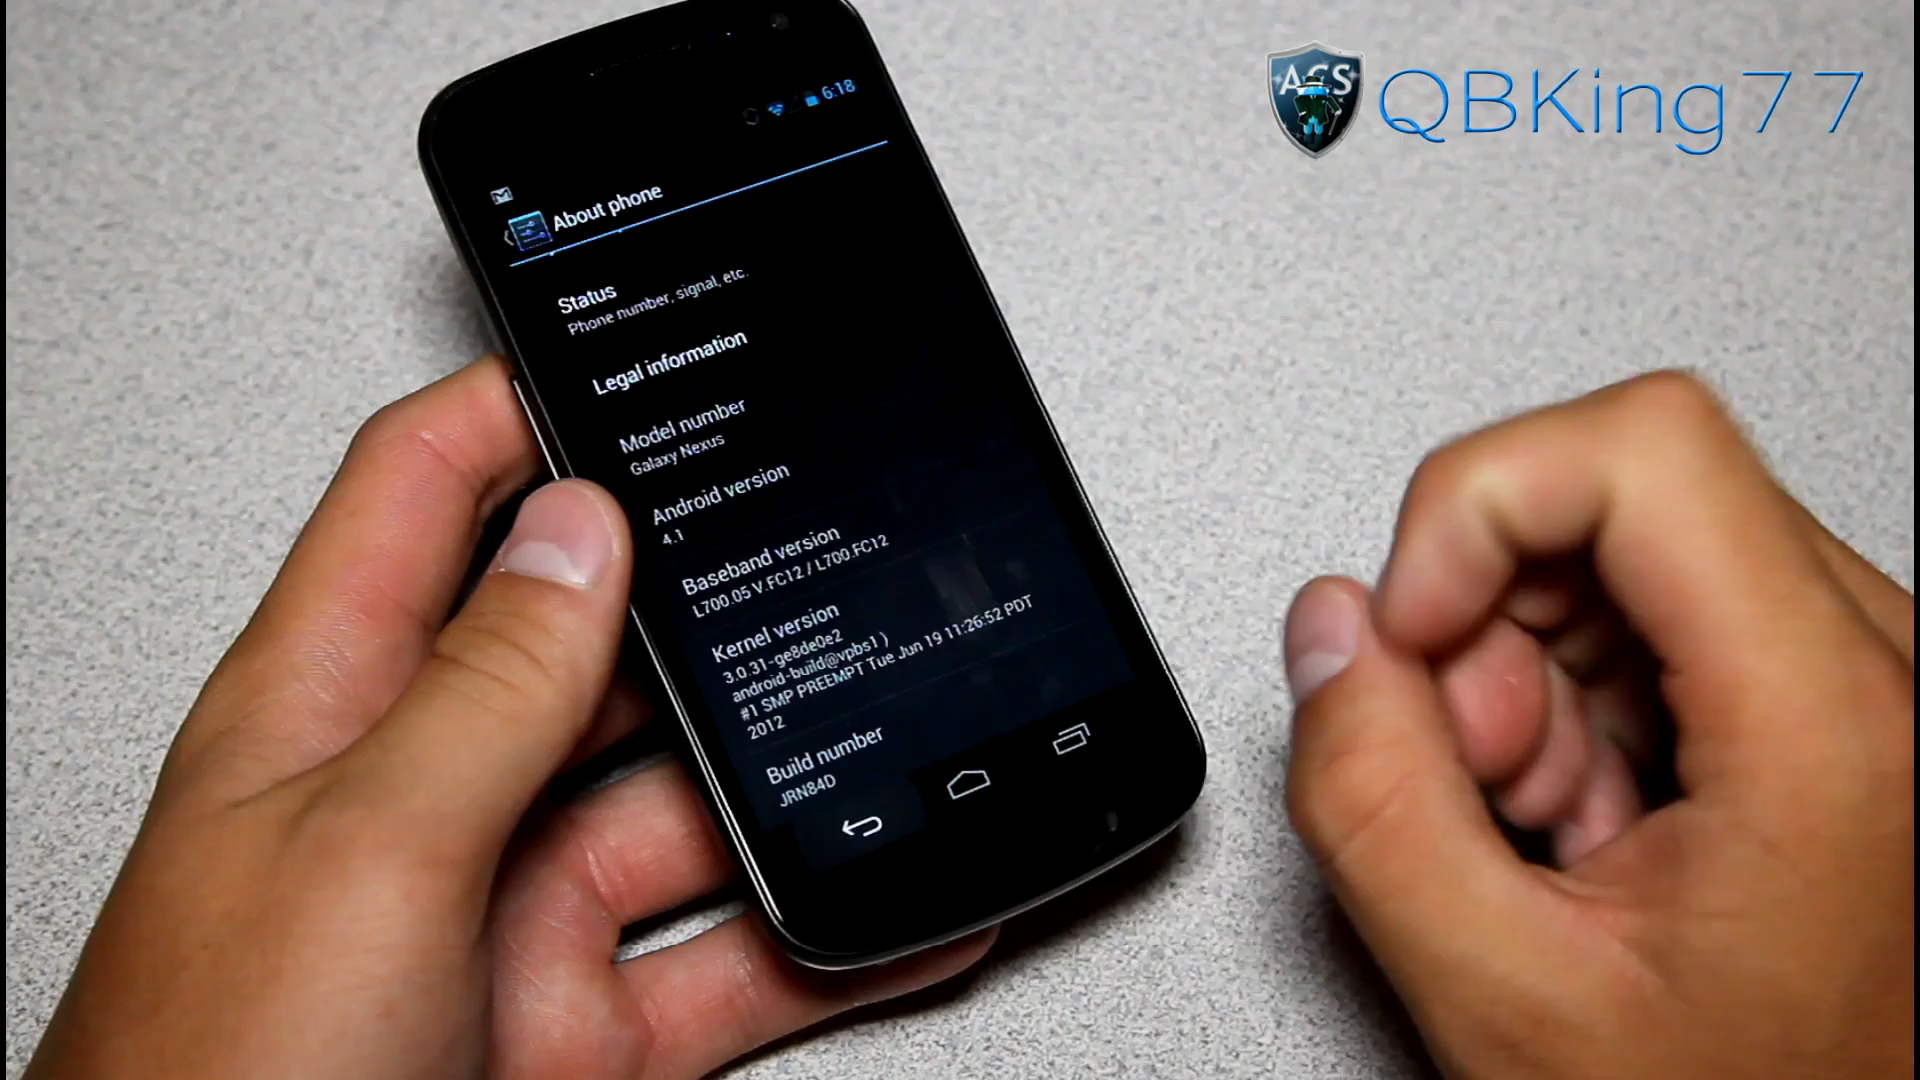 ACS
QBKing77
6:18
About phone
Status
Phone number, signal, etc.
Legal information
Model number
Galaxy Nexus
Android version
4.1
Baseband version
L700.05 V.FC12 / L700.FC12
Kernel version
3.0.31-ge8de0e2
android-build@vpbs1 )
#1 SMP PREEMPT Tue Jun 19 11:26:52 PDT
2012
Build number
JRN84D